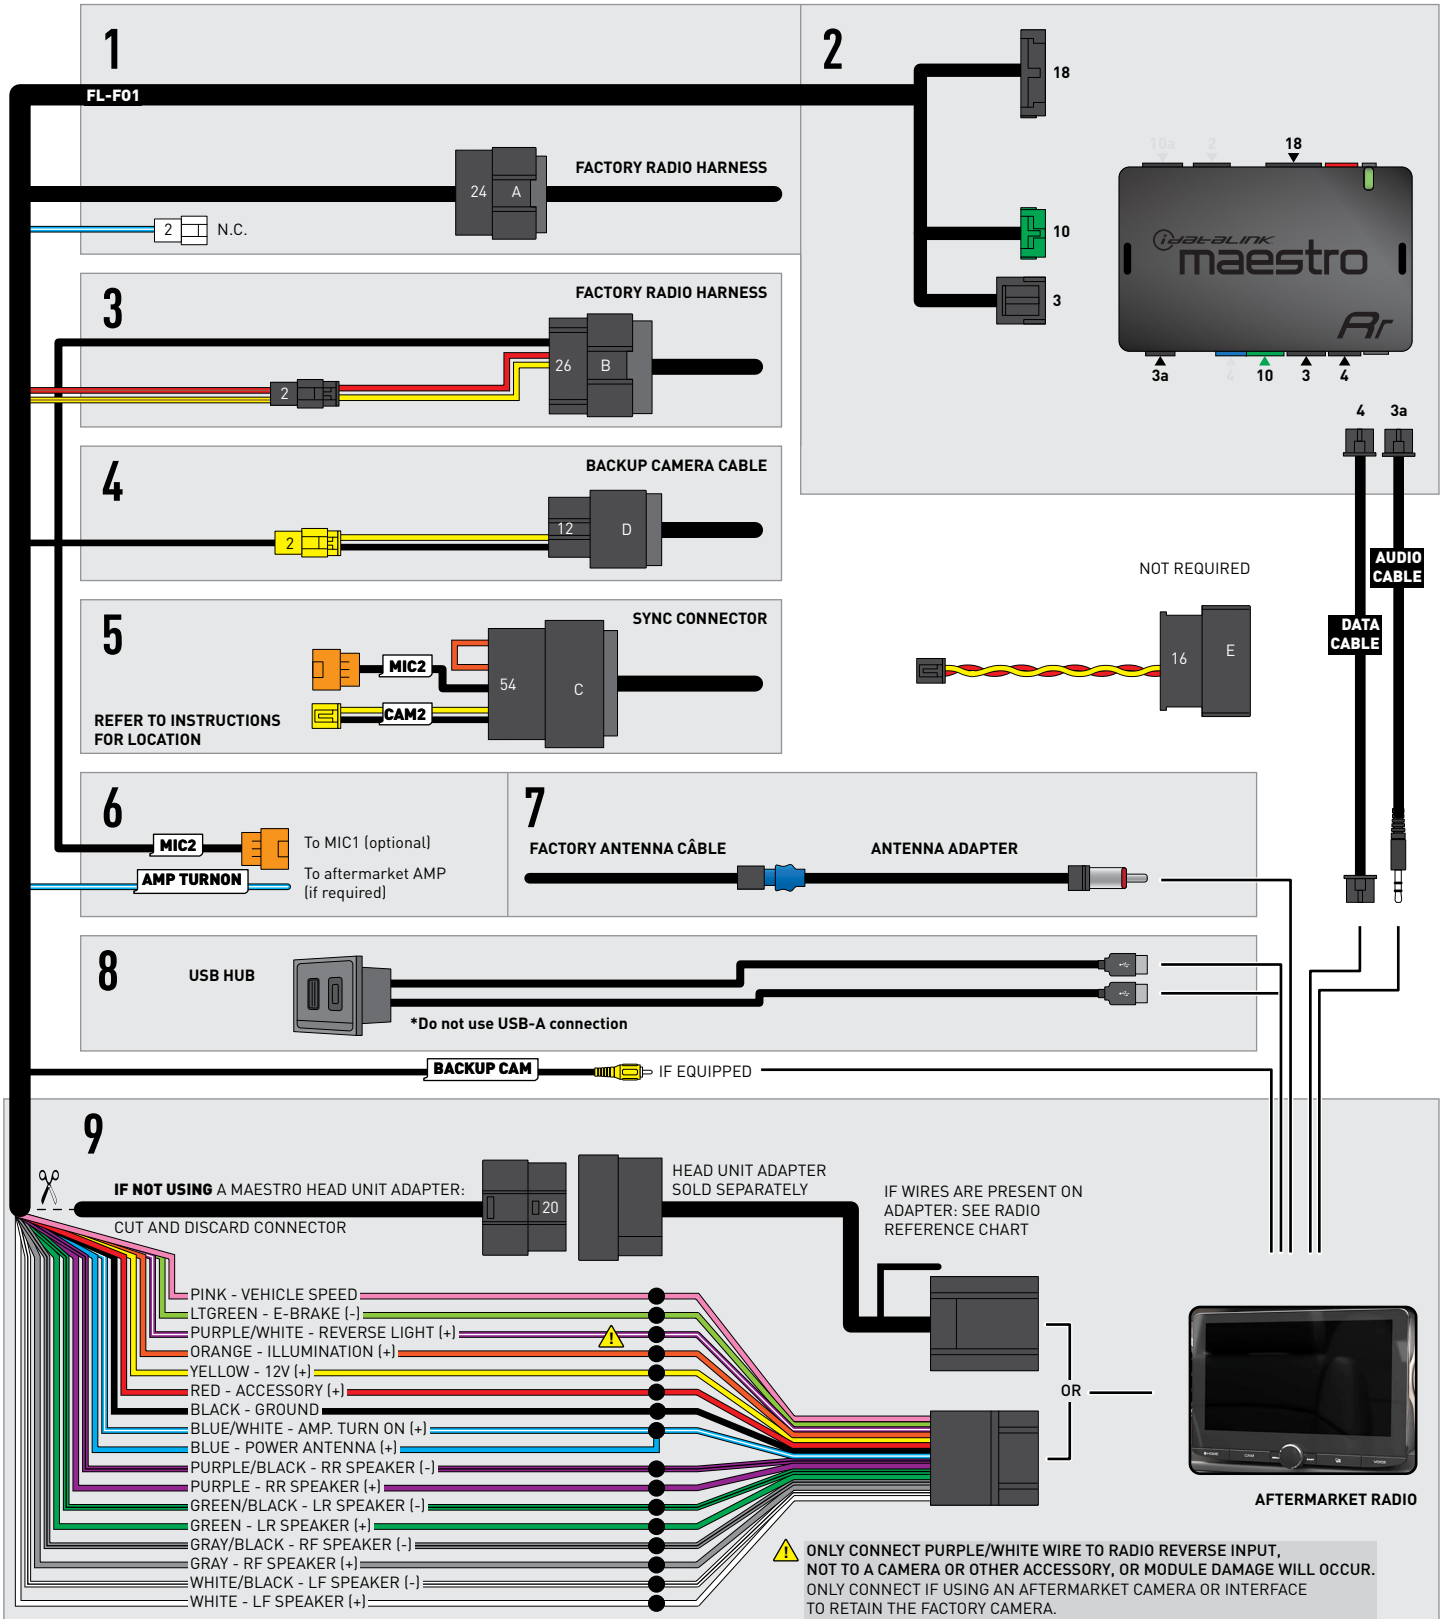 1
FL-F01
FACTORY RADIO HARNESS
24 A
2 N.C.
2
18
10
3
10a 2 18
idatalink
maestro
Rr
3a 4 10 3 4
4 3a
AUDIO
CABLE
DATA
CABLE
3
FACTORY RADIO HARNESS
26 B
2
4
BACKUP CAMERA CABLE
12 D
2
NOT REQUIRED
16 E
5
SYNC CONNECTOR
MIC2
54 C
CAM2
REFER TO INSTRUCTIONS
FOR LOCATION
6
MIC2
To MIC1 (optional)
AMP TURNON
To aftermarket AMP
(if required)
7
FACTORY ANTENNA CÂBLE
ANTENNA ADAPTER
8
USB HUB
*Do not use USB-A connection
BACKUP CAM
IF EQUIPPED
9
IF NOT USING A MAESTRO HEAD UNIT ADAPTER:
CUT AND DISCARD CONNECTOR
20
HEAD UNIT ADAPTER
SOLD SEPARATELY
IF WIRES ARE PRESENT ON
ADAPTER: SEE RADIO
REFERENCE CHART
PINK - VEHICLE SPEED
LTGREEN - E-BRAKE (-)
PURPLE/WHITE - REVERSE LIGHT (+)
ORANGE - ILLUMINATION (+)
YELLOW - 12V (+)
RED - ACCESSORY (+)
BLACK - GROUND
BLUE/WHITE - AMP. TURN ON (+)
BLUE - POWER ANTENNA (+)
PURPLE/BLACK - RR SPEAKER (-)
PURPLE - RR SPEAKER (+)
GREEN/BLACK - LR SPEAKER (-)
GREEN - LR SPEAKER (+)
GRAY/BLACK - RF SPEAKER (-)
GRAY - RF SPEAKER (+)
WHITE/BLACK - LF SPEAKER (-)
WHITE - LF SPEAKER (+)
OR
HOME CAM VOICE
AFTERMARKET RADIO
ONLY CONNECT PURPLE/WHITE WIRE TO RADIO REVERSE INPUT,
NOT TO A CAMERA OR OTHER ACCESSORY, OR MODULE DAMAGE WILL OCCUR.
ONLY CONNECT IF USING AN AFTERMARKET CAMERA OR INTERFACE
TO RETAIN THE FACTORY CAMERA.